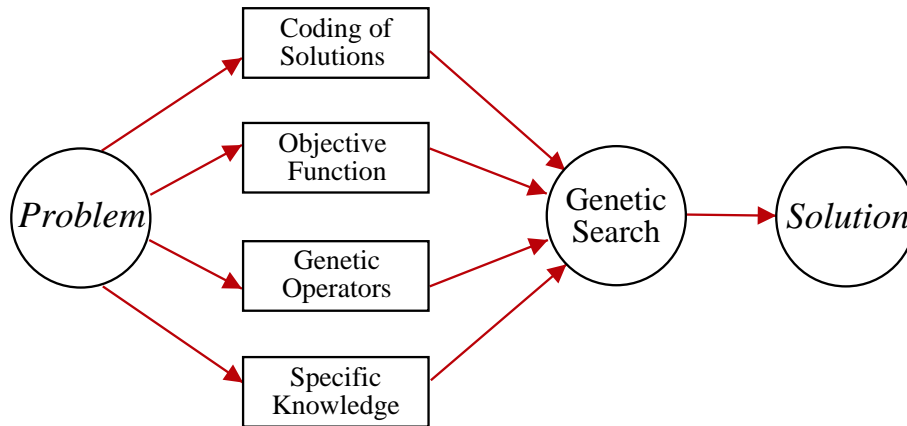 Coding of
Solutions
Objective
Function
Problem
Genetic
Search
Solution
Genetic
Operators
Specific
Knowledge